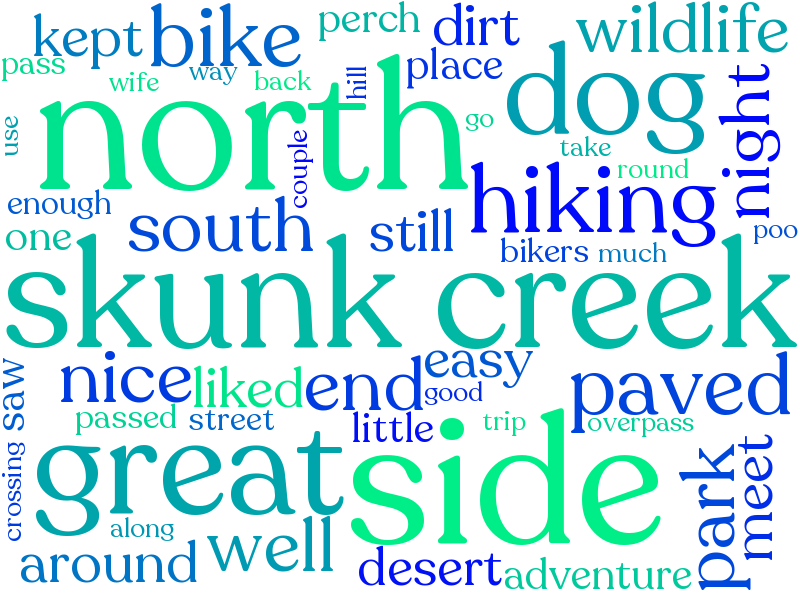 perch
dirt
wildlife
kept
bike
pass
wife
way
back
hill
place
dog
night
north
go
use
couple
take
round
enough
hiking
south
still
one
bikers
much
poo
skunk creek
saw
nice
liked
end
easy
good
paved
passed
street
little
trip
overpass
crossing
great
side
park
meet
along
well
around
desert
adventure